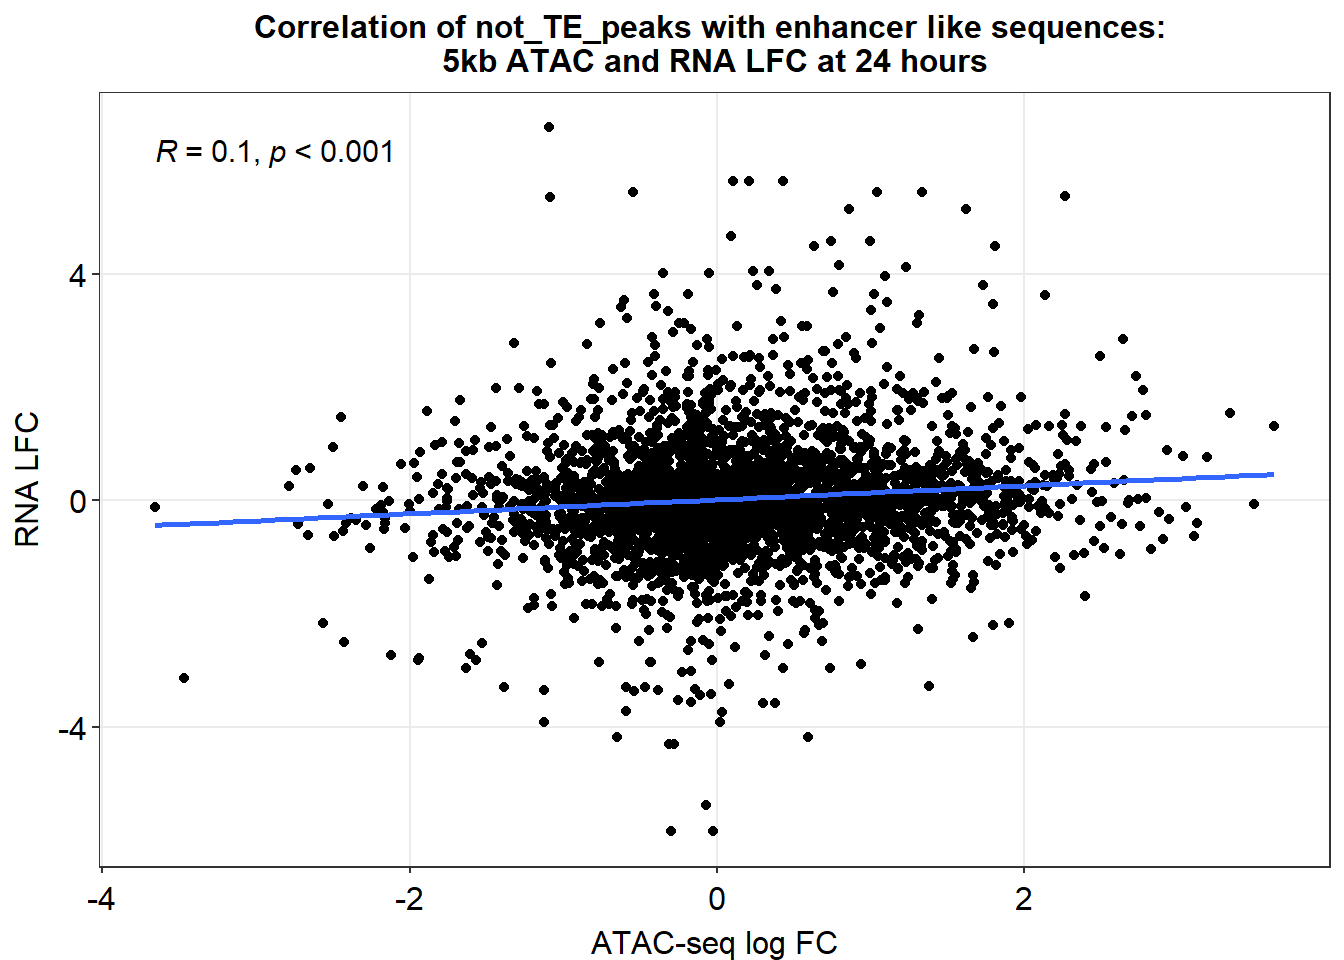 Correlation of not_TE_peaks with enhancer like sequences:
5kb ATAC and RNA LFC at 24 hours
R = 0.1, p < 0.001
4
0
-4
RNA LFC
-4
-2
0
2
ATAC-seq log FC